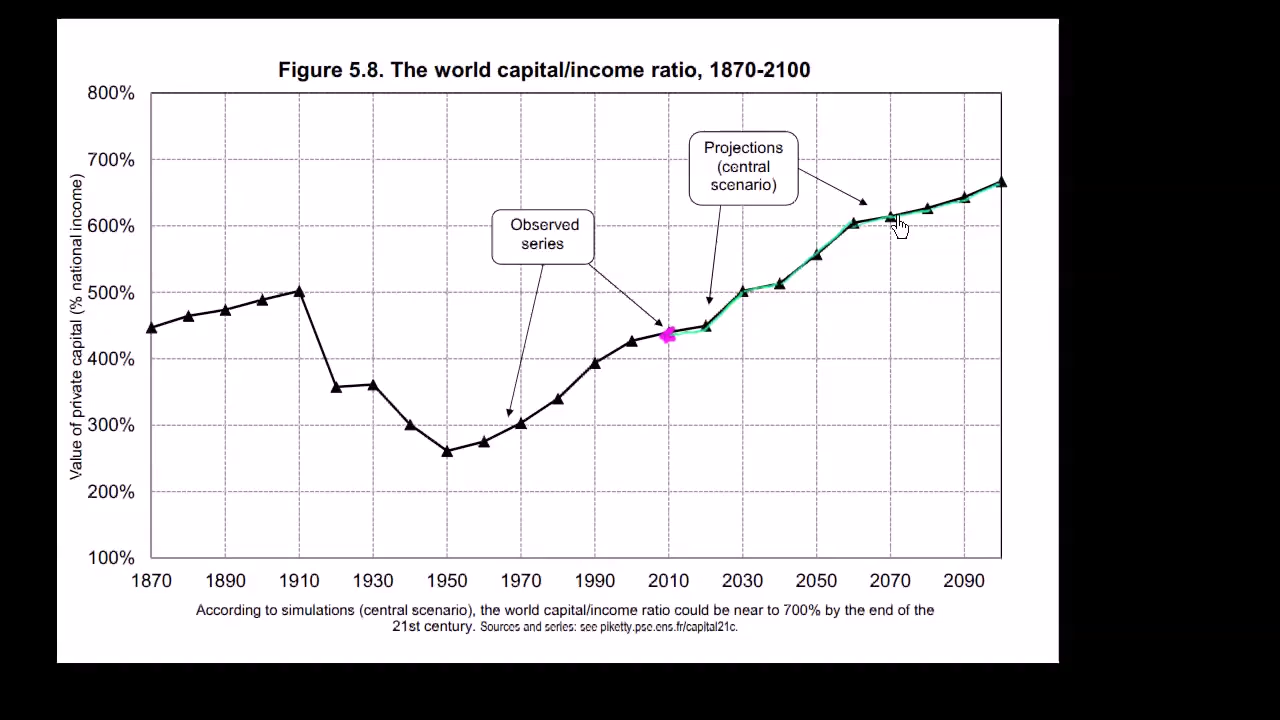 Figure 5.8. The world capital/income ratio, 1870-2100
800%
700%
600%
500%
400%
300%
200%
100%
Value of private capital (% national income)
Projections
(central
scenario)
Observed
series
1870 1890 1910 1930 1950 1970 1990 2010 2030 2050 2070 2090
According to simulations (central scenario), the world capital/income ratio could be near to 700% by the end of the
21st century. Sources and series: see piketty.pse.ens.fr/capital21c.